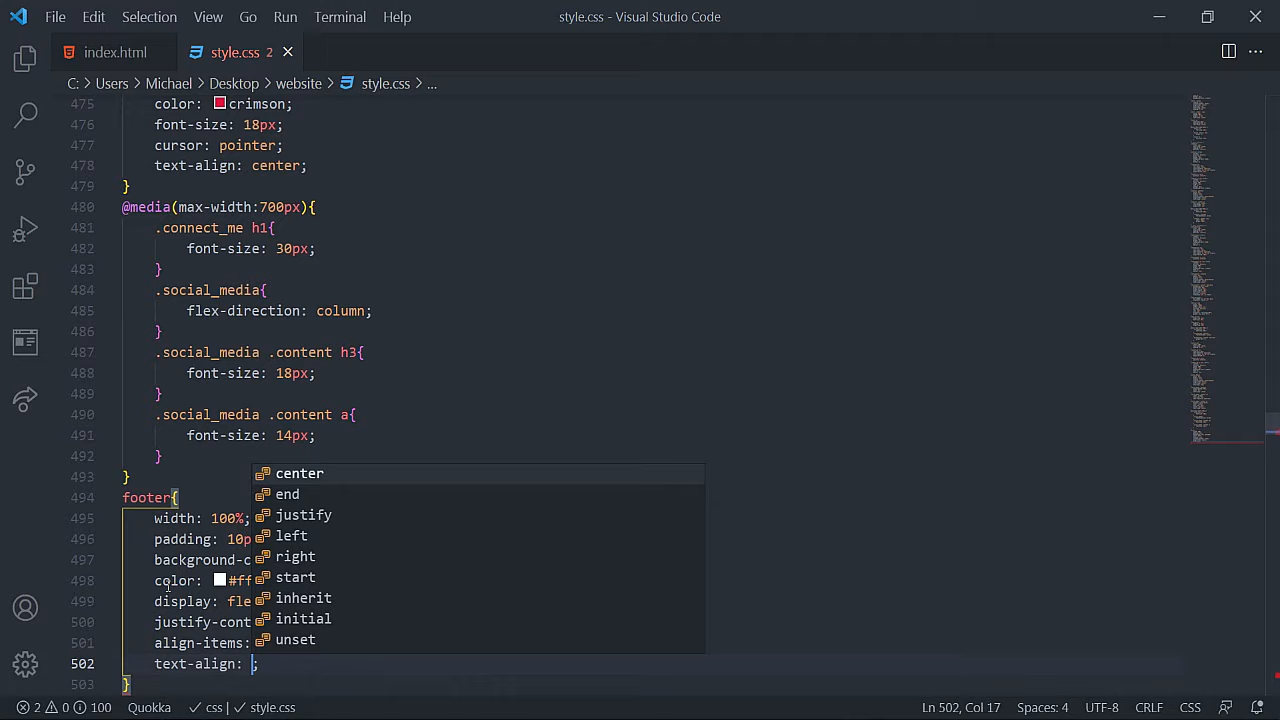 File Edit Selection View Go Run Terminal Help style.css - Visual Studio Code
index.html style.css 2
C: > Users > Michael > Desktop > website > style.css > ...
475 color: crimson;
476 font-size: 18px;
477 cursor: pointer;
478 text-align: center;
479 }
480 @media(max-width:700px){
481 .connect_me h1{
482 font-size: 30px;
483 }
484 .social_media{
485 flex-direction: column;
486 }
487 .social_media .content h3{
488 font-size: 18px;
489 }
490 .social_media .content a{
491 font-size: 14px;
492 }
493 }
494 footer{
495 width: 100%;
496 padding: 10p
497 background-c
498 color: #ff
499 display: fle
500 justify-cont
501 align-items:
502 text-align: ;
503 }
center
end
justify
left
right
start
inherit
initial
unset
2 0 100 Quokka css | style.css Ln 502, Col 17 Spaces: 4 UTF-8 CRLF CSS